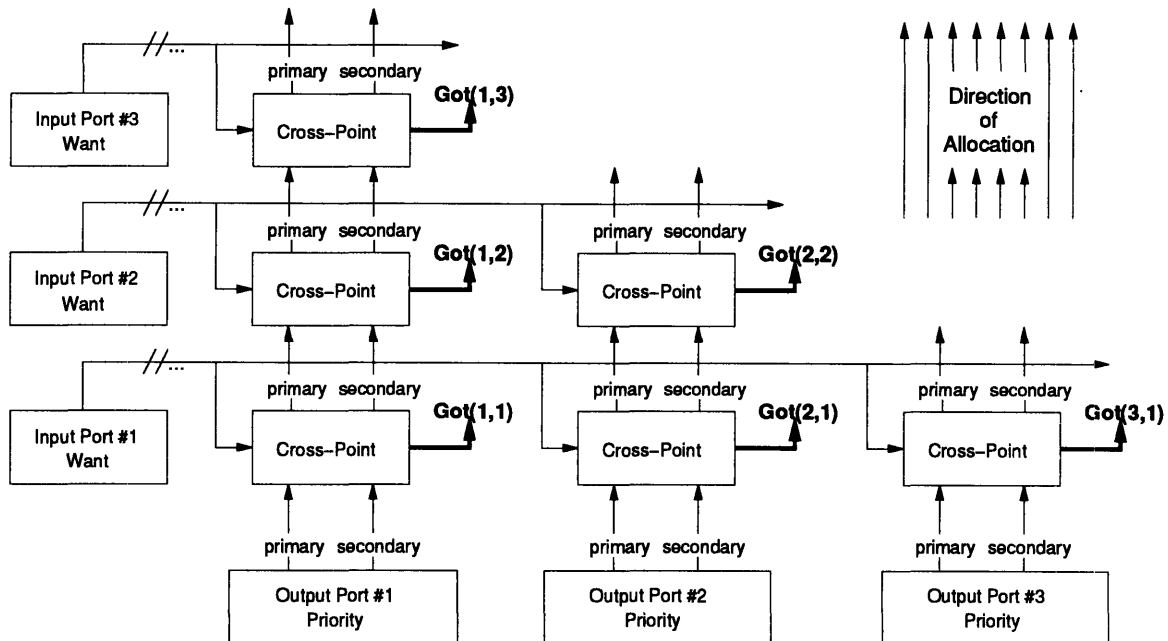 ...
primary secondary
Got(1,3)
Input Port #3
Want
Cross-Point
Direction
of
Allocation
...
primary secondary
primary secondary
Got(1,2)
Got(2,2)
Input Port #2
Want
Cross-Point
Cross-Point
...
primary secondary
primary secondary
primary secondary
Got(1,1)
Got(2,1)
Got(3,1)
Input Port #1
Want
Cross-Point
Cross-Point
Cross-Point
primary secondary
primary secondary
primary secondary
Output Port #1
Priority
Output Port #2
Priority
Output Port #3
Priority